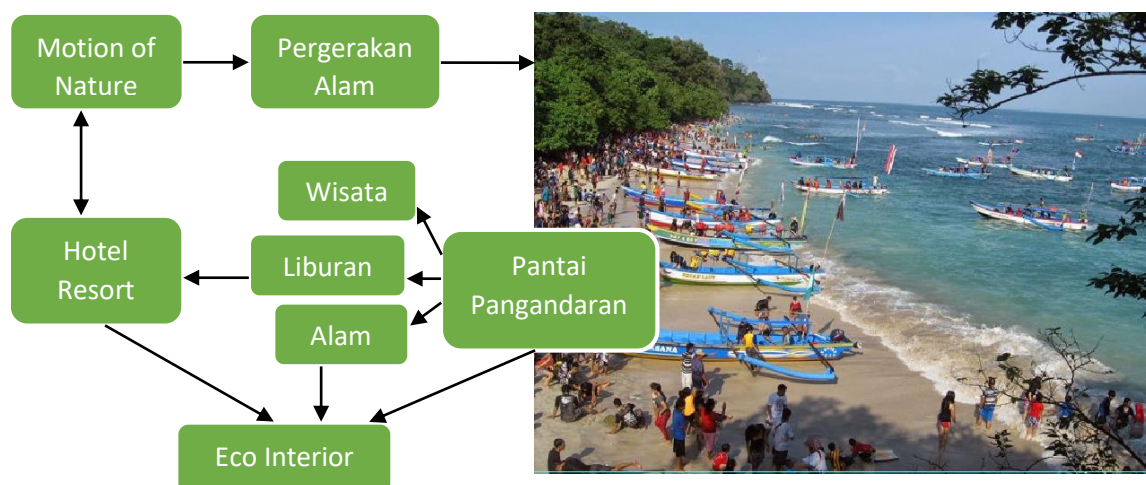 Motion of
Nature
Pergerakan
Alam
Wisata
Hotel
Resort
Liburan
Pantai
Pangandaran
Alam
Eco Interior